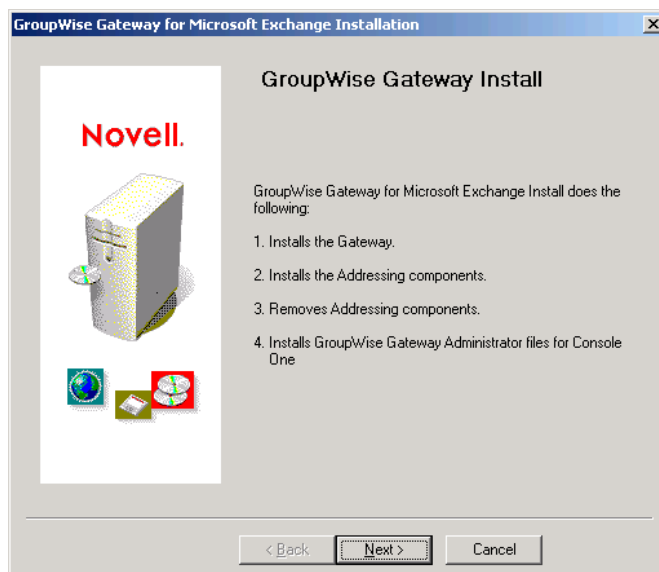 GroupWise Gateway for Microsoft Exchange Installation
GroupWise Gateway Install
Novell.
GroupWise Gateway for Microsoft Exchange Install does the
following:
1. Installs the Gateway.
2. Installs the Addressing components.
3. Removes Addressing components.
4. Installs GroupWise Gateway Administrator files for Console
One
< Back
Next >
Cancel